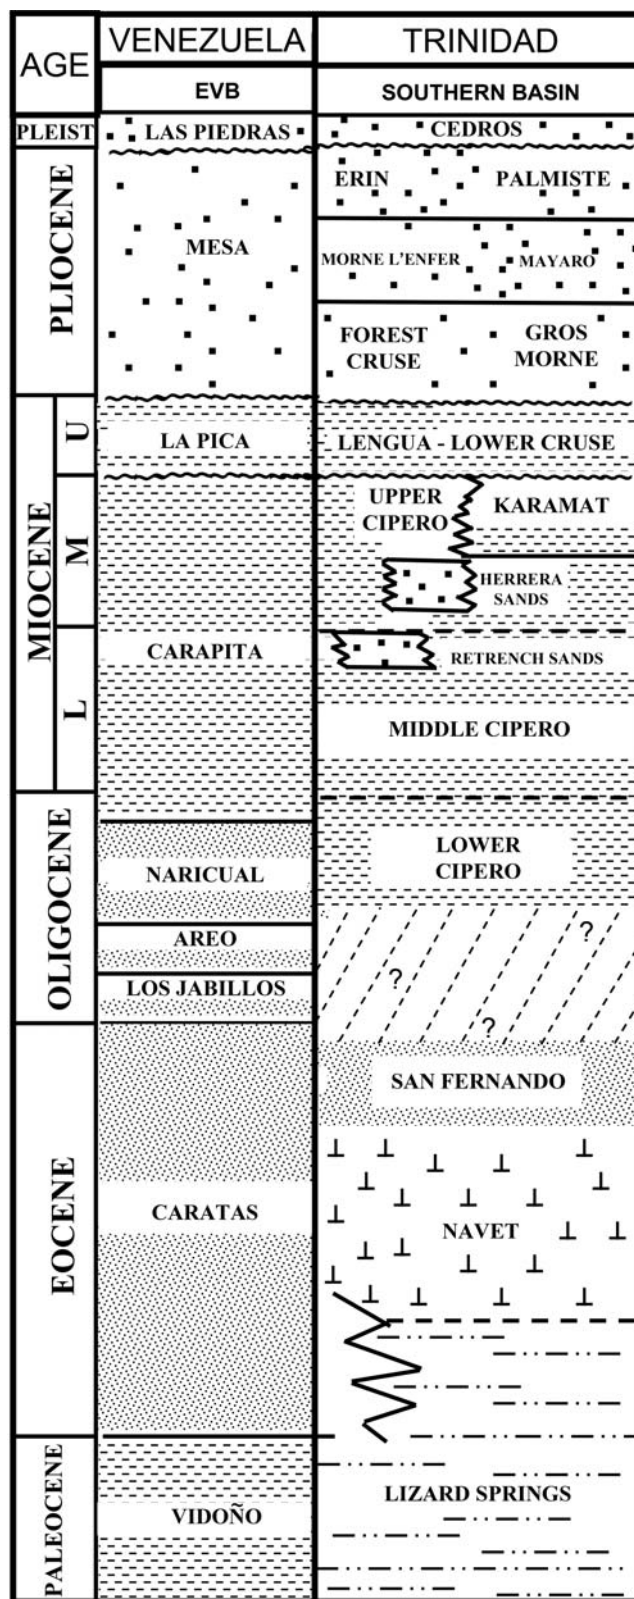 AGE
VENEZUELA
TRINIDAD
EVB
SOUTHERN BASIN
PLEIST
LAS PIEDRAS
CEDROS
PLIOCENE
MESA
ERIN
PALMISTE
MORNE L'ENFER
MAYARO
FOREST
CRUSE
GROS
MORNE
MIOCENE
U
LA PICA
LENGUA - LOWER CRUSE
M
UPPER
CIPERO
KARAMAT
HERRERA
SANDS
L
CARAPITA
RETRENCH SANDS
MIDDLE CIPERO
OLIGOCENE
NARICUAL
LOWER
CIPERO
AREO
LOS JABILLOS
?
?
?
EOCENE
SAN FERNANDO
CARATAS
NAVET
PALEOCENE
VIDOÑO
LIZARD SPRINGS